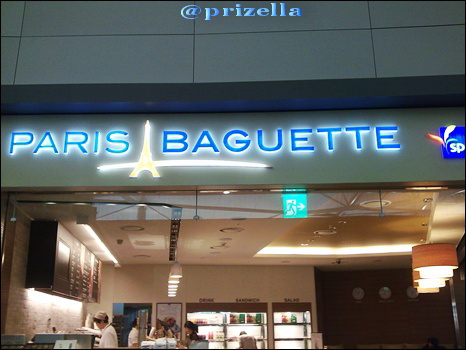 @prizella
PARIS BAGUETTE
sp
DRINK SANDWICH SALAD